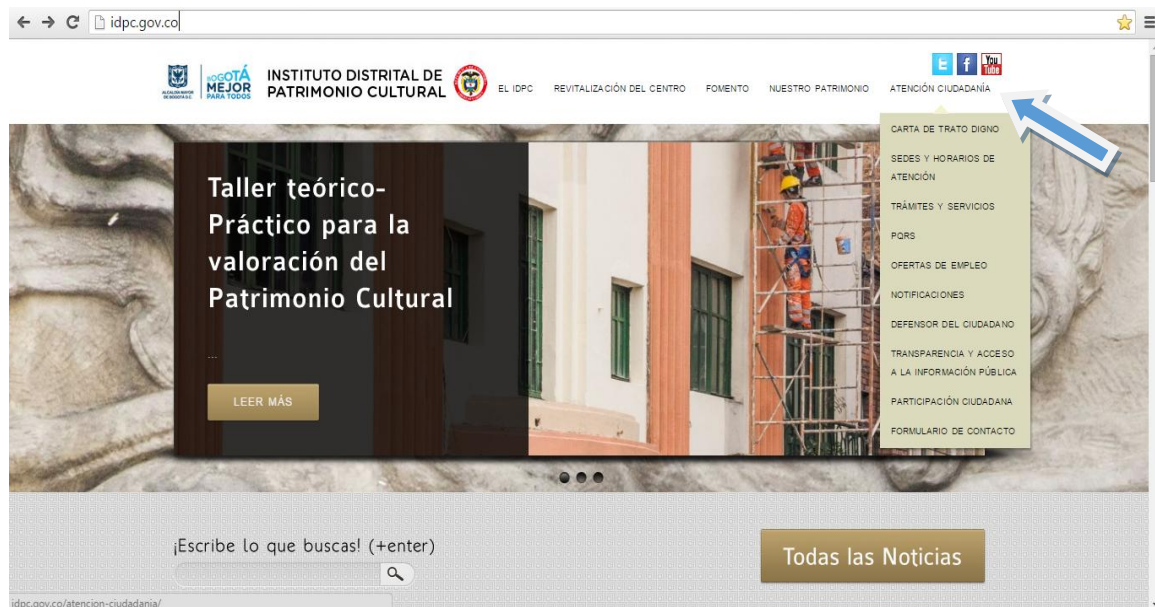 idpc.gov.co
ALCALDÍA MAYOR
DE BOGOTÁ D.C.
BOGOTÁ
MEJOR
PARA TODOS
INSTITUTO DISTRITAL DE
PATRIMONIO CULTURAL
EL IDPC
REVITALIZACIÓN DEL CENTRO
FOMENTO
NUESTRO PATRIMONIO
ATENCIÓN CIUDADANÍA
You
Tube
CARTA DE TRATO DIGNO
SEDES Y HORARIOS DE
ATENCIÓN
TRÁMITES Y SERVICIOS
PQRS
OFERTAS DE EMPLEO
NOTIFICACIONES
DEFENSOR DEL CIUDADANO
TRANSPARENCIA Y ACCESO
A LA INFORMACIÓN PÚBLICA
PARTICIPACIÓN CIUDADANA
FORMULARIO DE CONTACTO
Taller teórico-
Práctico para la
valoración del
Patrimonio Cultural
...
LEER MÁS
¡Escribe lo que buscas! (+enter)
Todas las Noticias
idpc.gov.co/atencion-ciudadania/